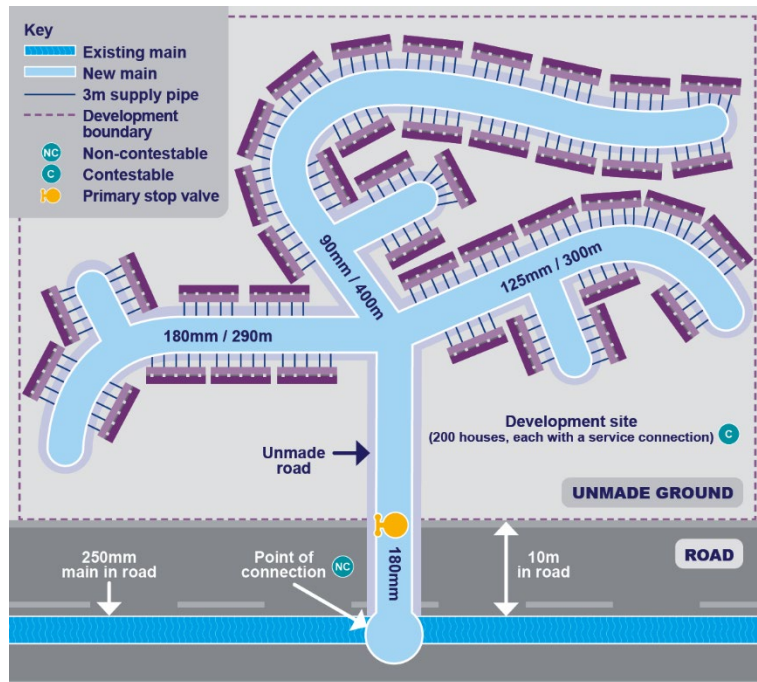 Key
Existing main
New main
3m supply pipe
Development
boundary
NC
Non-contestable
C
Contestable
Primary stop valve
90mm / 400m
125mm / 300m
180mm / 290m
Development site
(200 houses, each with a service connection)
C
Unmade
road
UNMADE GROUND
250mm
main in road
Point of
connection
NC
180mm
10m
in road
ROAD